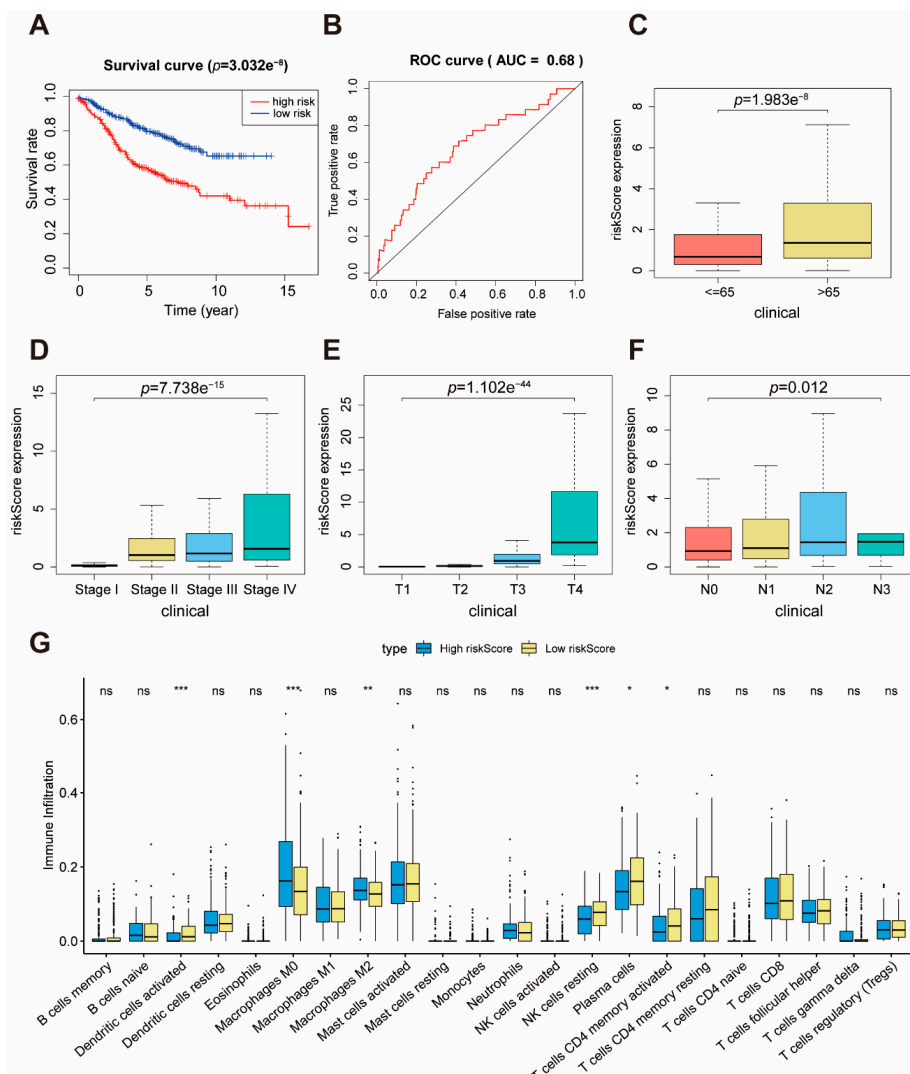 A
Survival curve (p=3.032e⁻⁸)
high risk
low risk
Survival rate
0.0 0.2 0.4 0.6 0.8 1.0
0 5 10 15
Time (year)
B
ROC curve ( AUC = 0.68 )
True positive rate
0.0 0.2 0.4 0.6 0.8 1.0
0.0 0.2 0.4 0.6 0.8 1.0
False positive rate
C
p=1.983e⁻⁸
riskScore expression
8
6
4
2
0
<=65 >65
clinical
D
p=7.738e⁻¹⁵
riskScore expression
15
10
5
0
Stage I Stage II Stage III Stage IV
clinical
E
p=1.102e⁻⁴⁴
riskScore expression
25
20
15
10
5
0
T1 T2 T3 T4
clinical
F
p=0.012
riskScore expression
10
8
6
4
2
0
N0 N1 N2 N3
clinical
G
type High riskScore Low riskScore
ns ns *** ns ns *** ns ** ns ns ns ns ns *** * * ns ns ns ns ns ns
Immune Infiltration
0.6
0.4
0.2
0.0
B cells memory
B cells naive
Dendritic cells activated
Dendritic cells resting
Eosinophils
Macrophages M0
Macrophages M1
Macrophages M2
Mast cells activated
Mast cells resting
Monocytes
Neutrophils
NK cells activated
NK cells resting
Plasma cells
T cells CD4 memory activated
T cells CD4 memory resting
T cells CD4 naive
T cells CD8
T cells follicular helper
T cells gamma delta
T cells regulatory (Tregs)